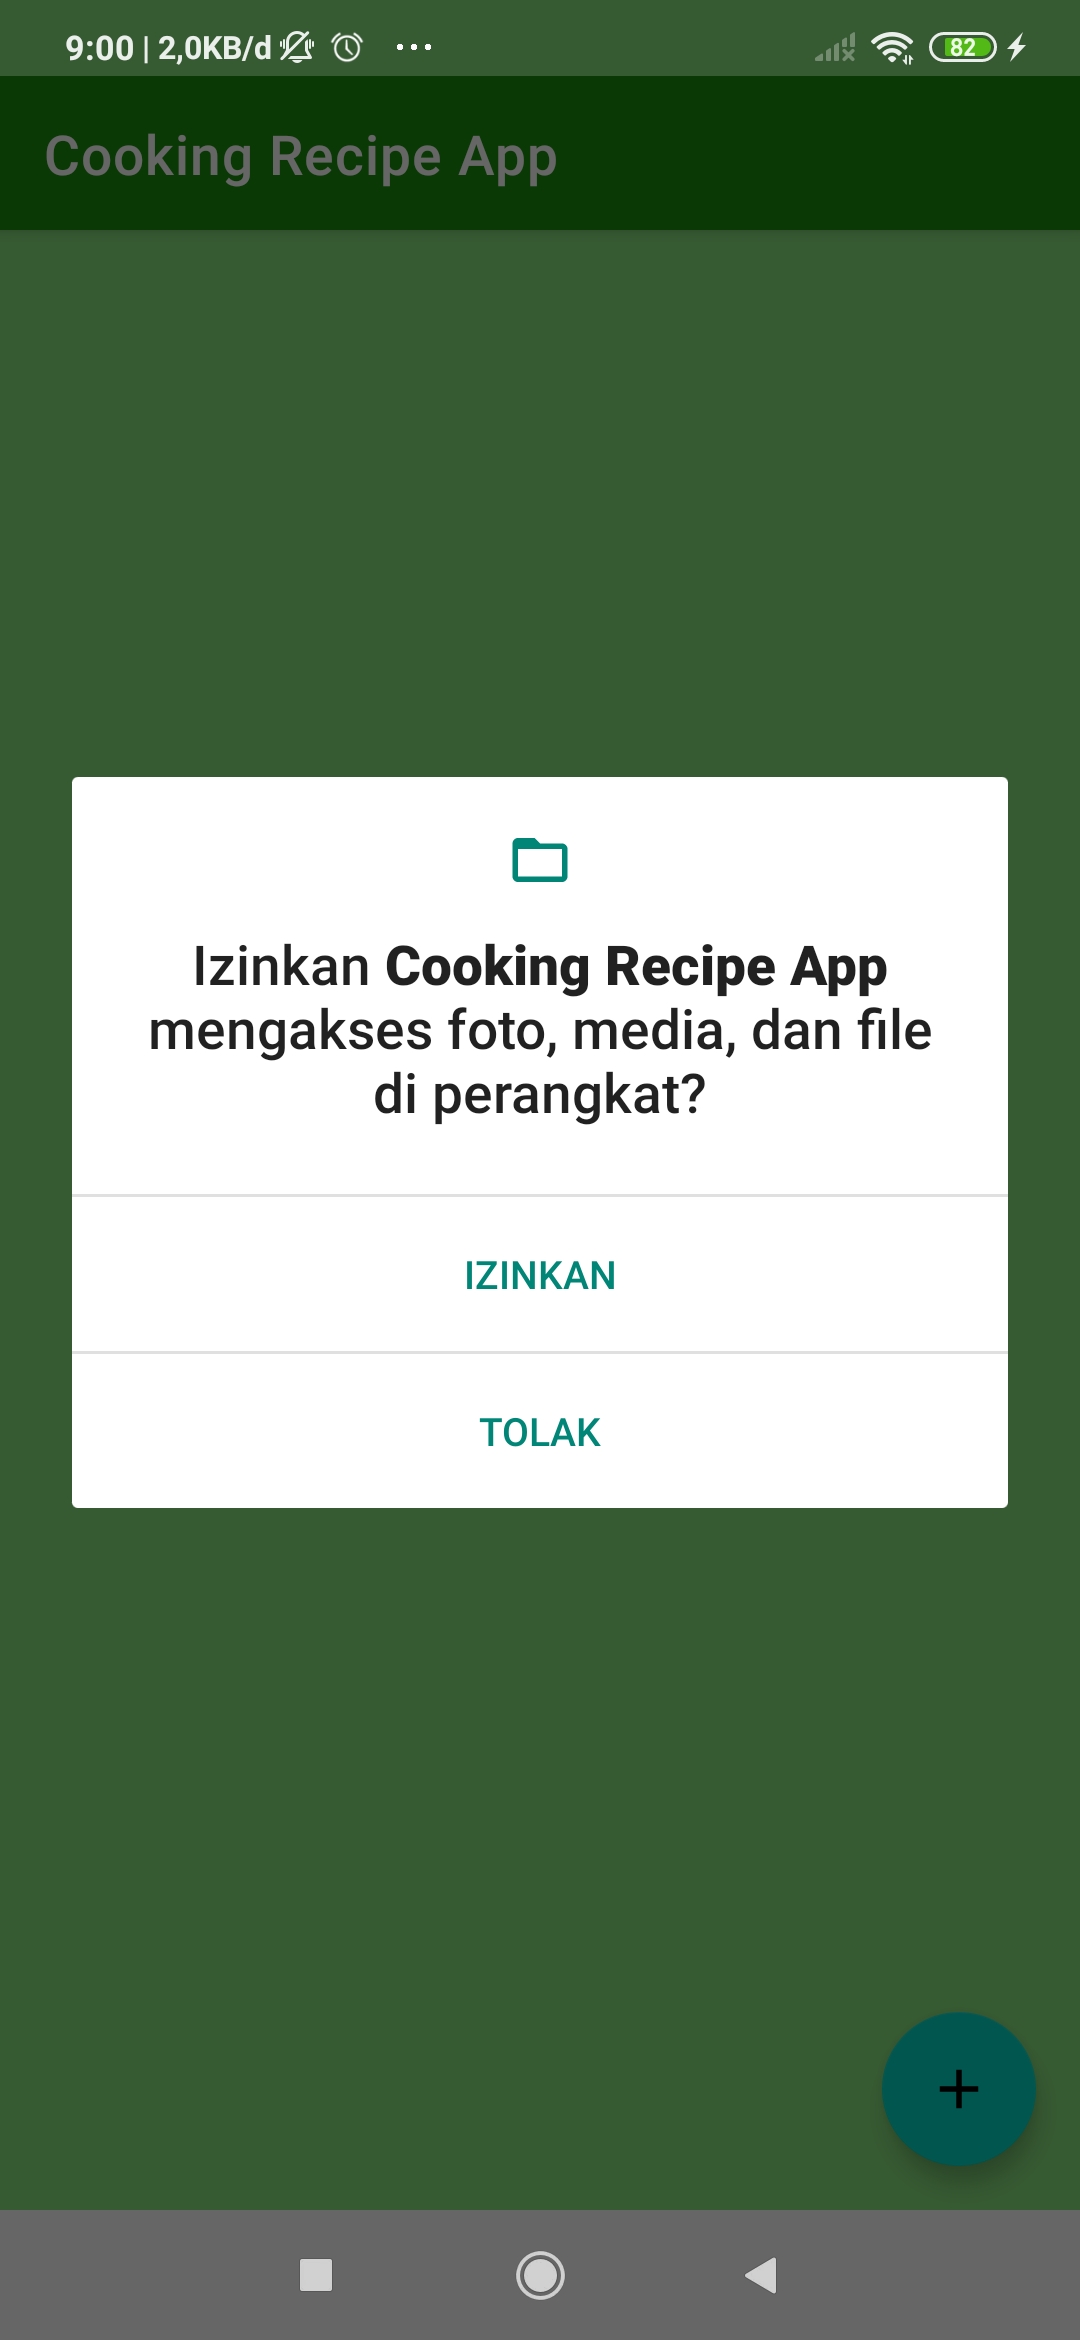 9:00 | 2,0KB/d
82
Cooking Recipe App
Izinkan Cooking Recipe App
mengakses foto, media, dan file
di perangkat?
IZINKAN
TOLAK